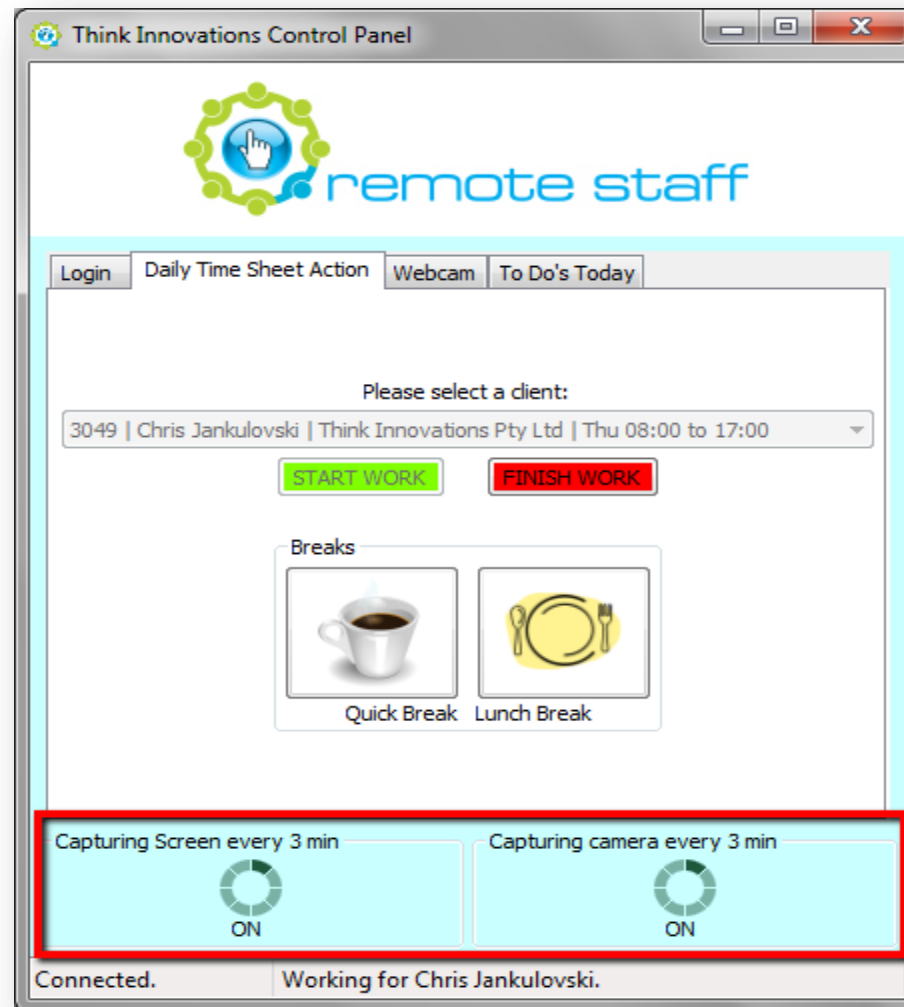 Think Innovations Control Panel
remote staff
Login Daily Time Sheet Action Webcam To Do's Today
Please select a client:
3049 | Chris Jankulovski | Think Innovations Pty Ltd | Thu 08:00 to 17:00
START WORK FINISH WORK
Breaks
Quick Break Lunch Break
Capturing Screen every 3 min Capturing camera every 3 min
ON ON
Connected. Working for Chris Jankulovski.